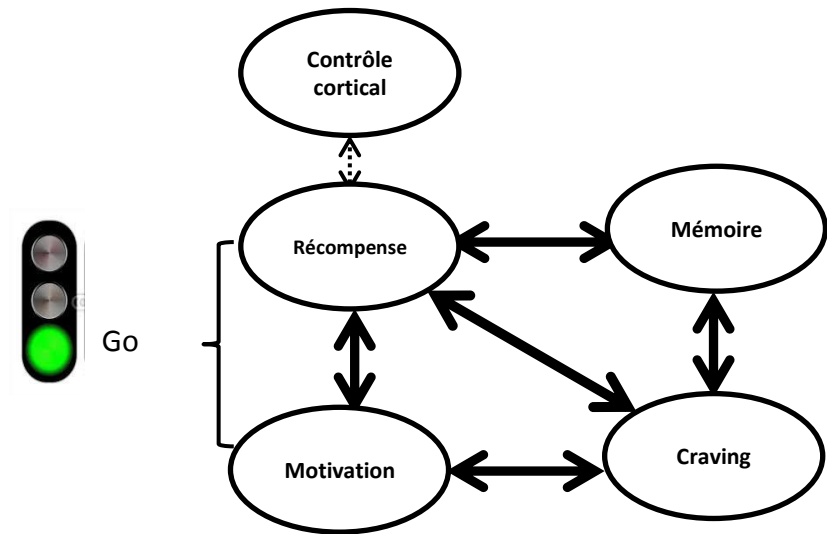 Contrôle
cortical
Récompense
Mémoire
Go
Motivation
Craving